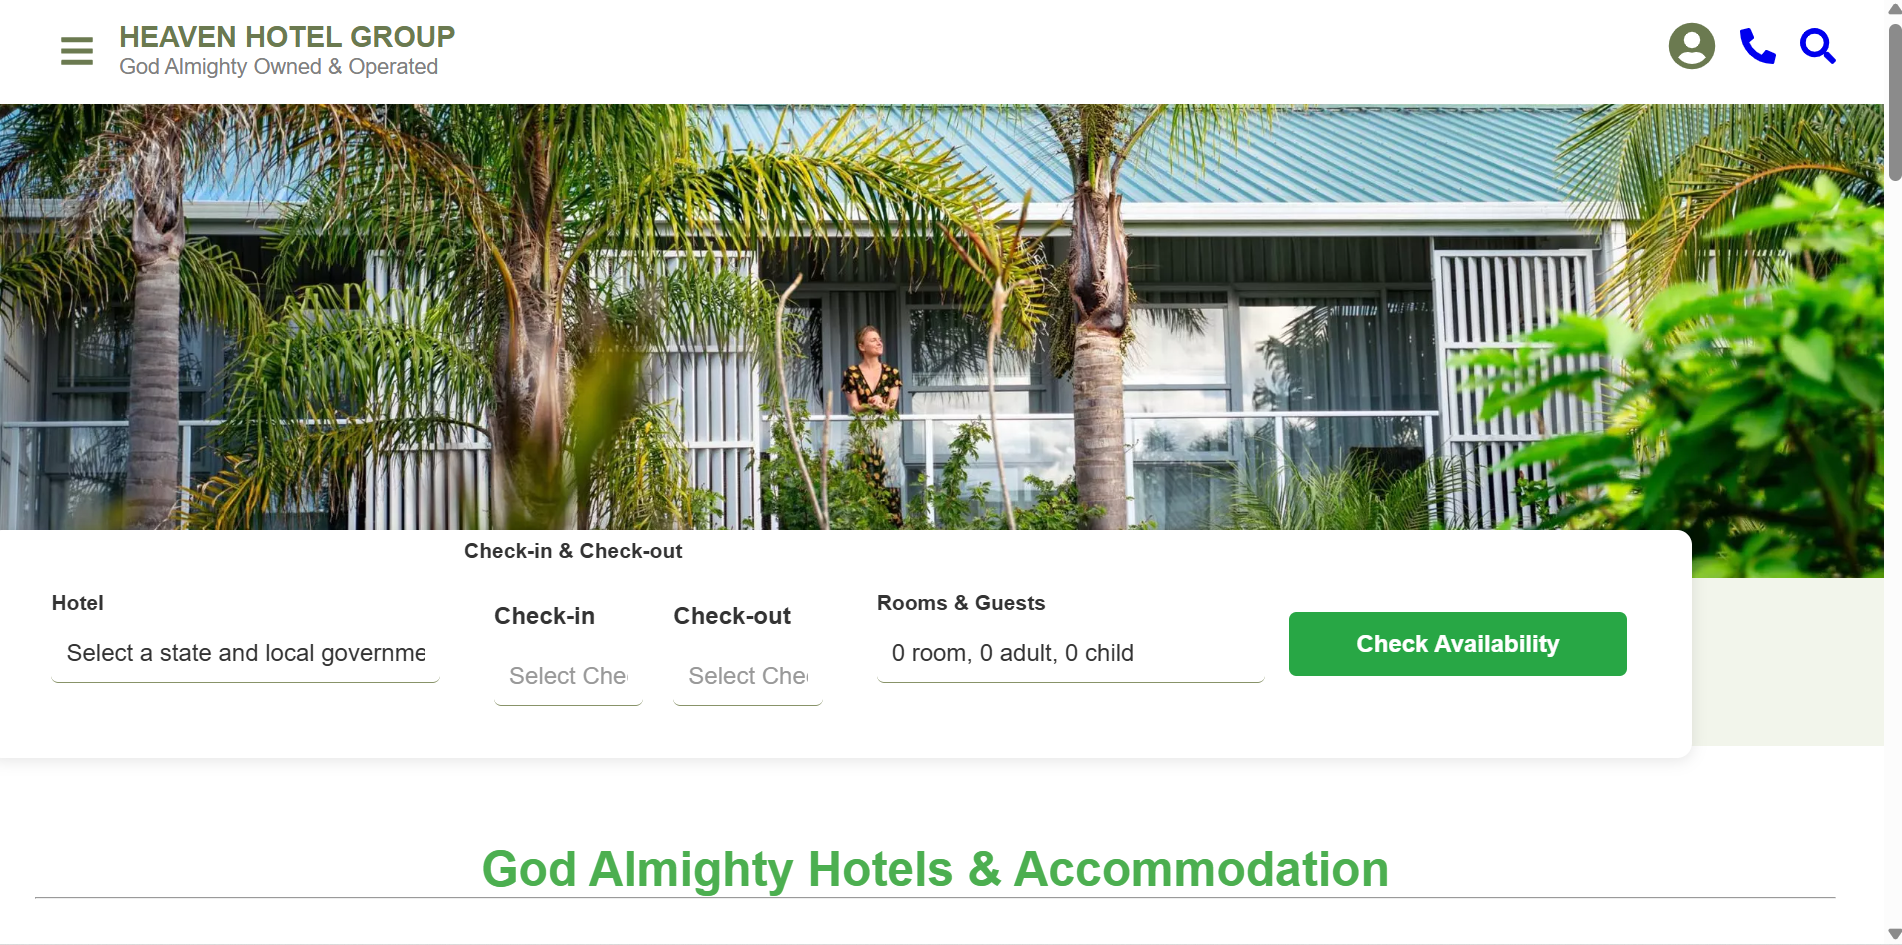 HEAVEN HOTEL GROUP
God Almighty Owned & Operated
Check-in & Check-out
Hotel
Select a state and local governme
Check-in
Select Che
Check-out
Select Che
Rooms & Guests
0 room, 0 adult, 0 child
Check Availability
God Almighty Hotels & Accommodation